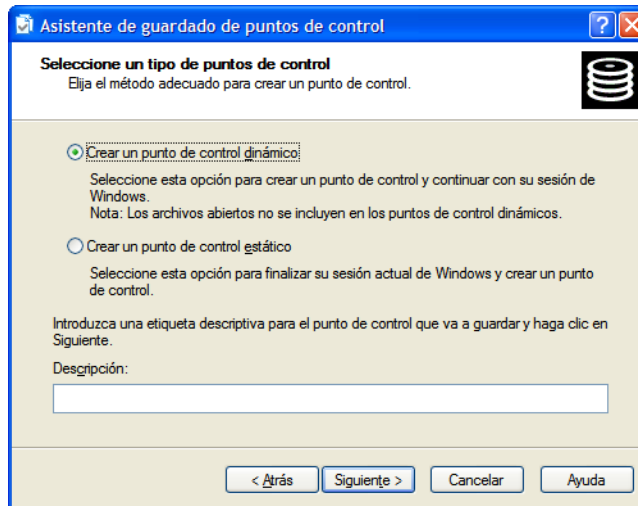 Asistente de guardado de puntos de control
Seleccione un tipo de puntos de control
Elija el método adecuado para crear un punto de control.
Crear un punto de control dinámico
Seleccione esta opción para crear un punto de control y continuar con su sesión de
Windows.
Nota: Los archivos abiertos no se incluyen en los puntos de control dinámicos.
Crear un punto de control estático
Seleccione esta opción para finalizar su sesión actual de Windows y crear un punto
de control.
Introduzca una etiqueta descriptiva para el punto de control que va a guardar y haga clic en
Siguiente.
Descripción:
< Atrás Siguiente > Cancelar Ayuda